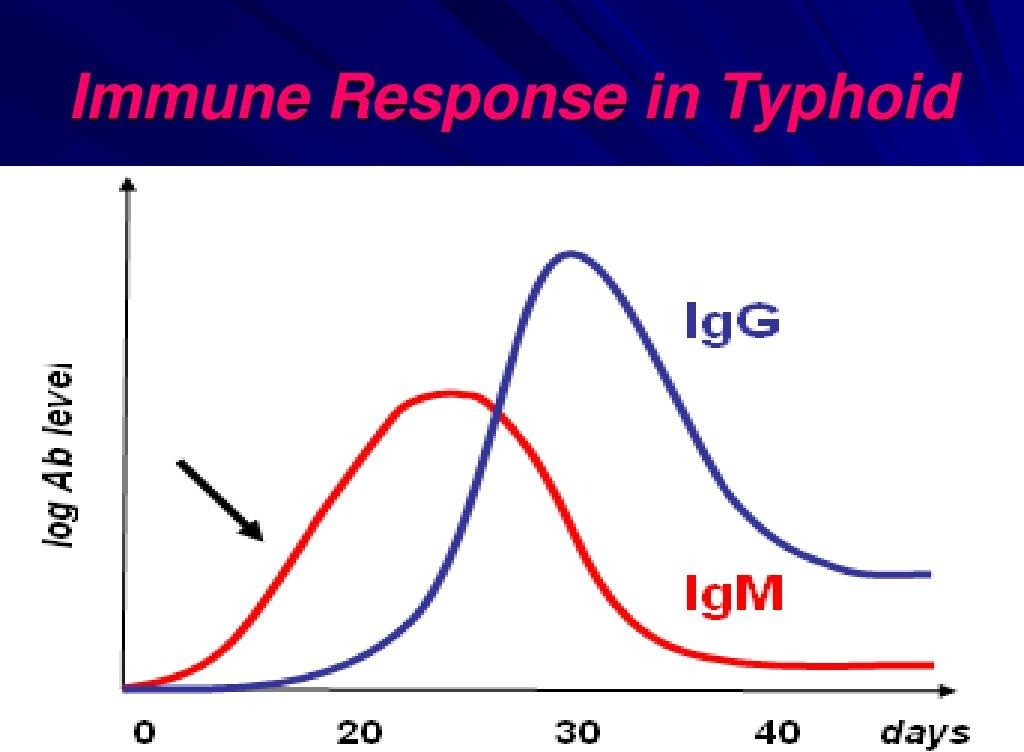 Immune Response in Typhoid
log Ab level
IgG
IgM
0 20 30 40 days